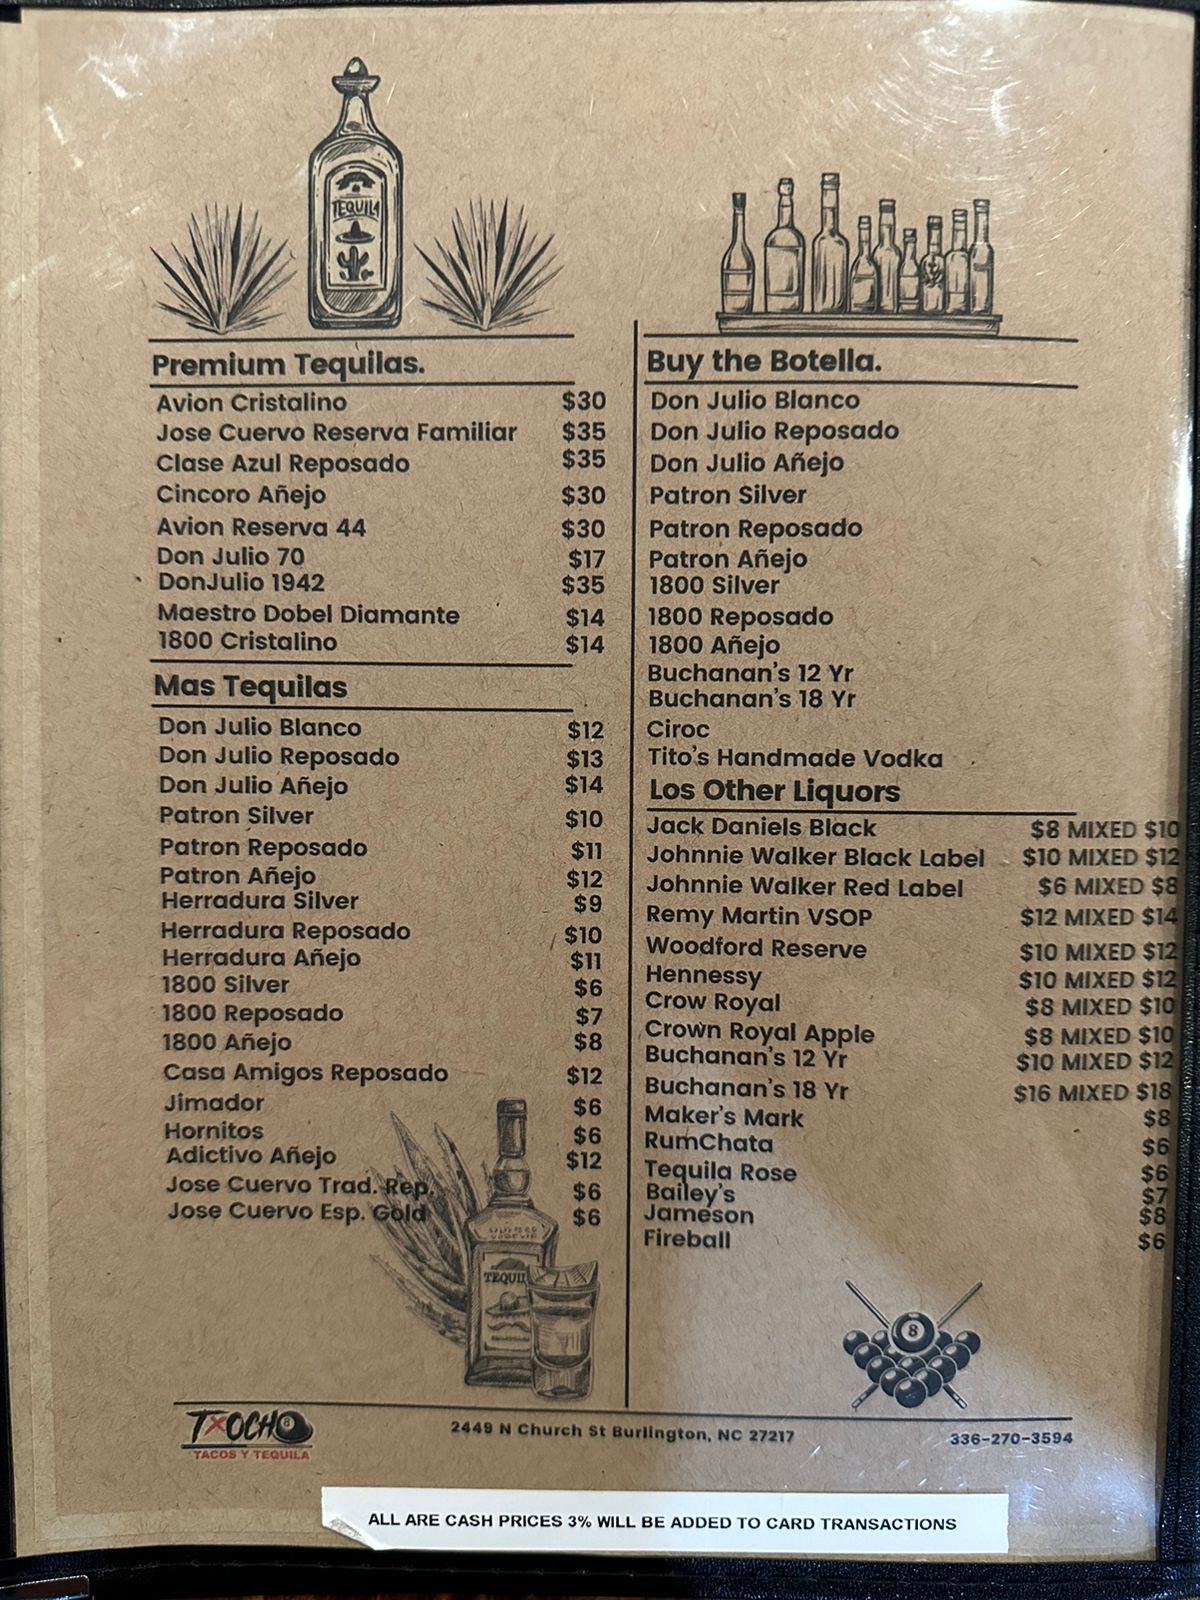 TEQUILA
Premium Tequilas.
Avion Cristalino $30
Jose Cuervo Reserva Familiar $35
Clase Azul Reposado $35
Cincoro Añejo $30
Avion Reserva 44 $30
Don Julio 70 $17
DonJulio 1942 $35
Maestro Dobel Diamante $14
1800 Cristalino $14
Mas Tequilas
Don Julio Blanco $12
Don Julio Reposado $13
Don Julio Añejo $14
Patron Silver $10
Patron Reposado $11
Patron Añejo $12
Herradura Silver $9
Herradura Reposado $10
Herradura Añejo $11
1800 Silver $6
1800 Reposado $7
1800 Añejo $8
Casa Amigos Reposado $12
Jimador $6
Hornitos $6
Adictivo Añejo $12
Jose Cuervo Trad. Rep. $6
Jose Cuervo Esp. Gold $6
TEQUIL
Buy the Botella.
Don Julio Blanco
Don Julio Reposado
Don Julio Añejo
Patron Silver
Patron Reposado
Patron Añejo
1800 Silver
1800 Reposado
1800 Añejo
Buchanan's 12 Yr
Buchanan's 18 Yr
Ciroc
Tito's Handmade Vodka
Los Other Liquors
Jack Daniels Black $8 MIXED $10
Johnnie Walker Black Label $10 MIXED $12
Johnnie Walker Red Label $6 MIXED $8
Remy Martin VSOP $12 MIXED $14
Woodford Reserve $10 MIXED $12
Hennessy $10 MIXED $12
Crow Royal $8 MIXED $10
Crown Royal Apple $8 MIXED $10
Buchanan's 12 Yr $10 MIXED $12
Buchanan's 18 Yr $16 MIXED $18
Maker's Mark $8
RumChata $6
Tequila Rose $6
Bailey's $7
Jameson $8
Fireball $6
8
TXOCHO 8
TACOS Y TEQUILA
2449 N Church St Burlington, NC 27217
336-270-3594
ALL ARE CASH PRICES 3% WILL BE ADDED TO CARD TRANSACTIONS